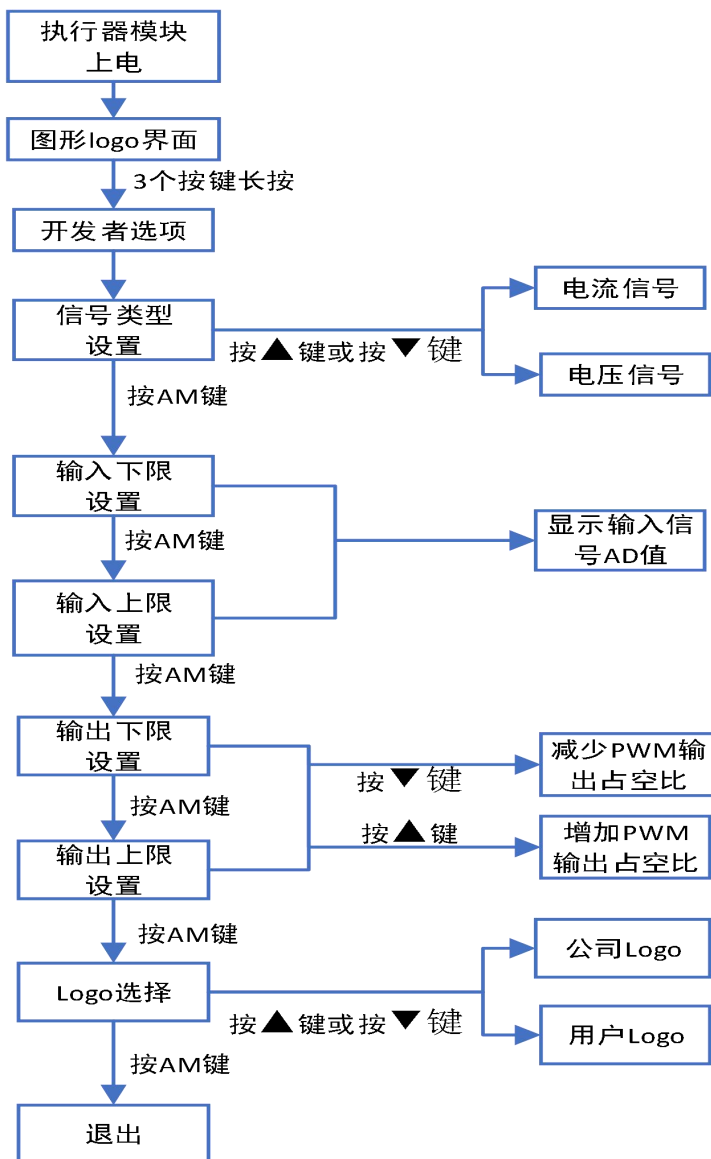 执行器模块
上电
图形logo界面
3个按键长按
开发者选项
信号类型
设置
按▲键或按▼键
电流信号
电压信号
按AM键
输入下限
设置
按AM键
显示输入信
号AD值
输入上限
设置
按AM键
输出下限
设置
按▼键
减少PWM输
出占空比
按AM键
按▲键
增加PWM
输出占空比
输出上限
设置
按AM键
公司Logo
Logo选择
按▲键或按▼键
用户Logo
按AM键
退出